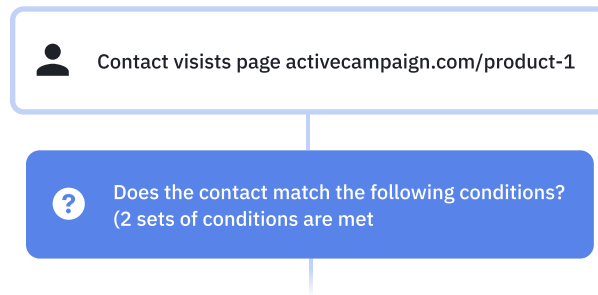 Contact visists page activecampaign.com/product-1
Does the contact match the following conditions?
(2 sets of conditions are met